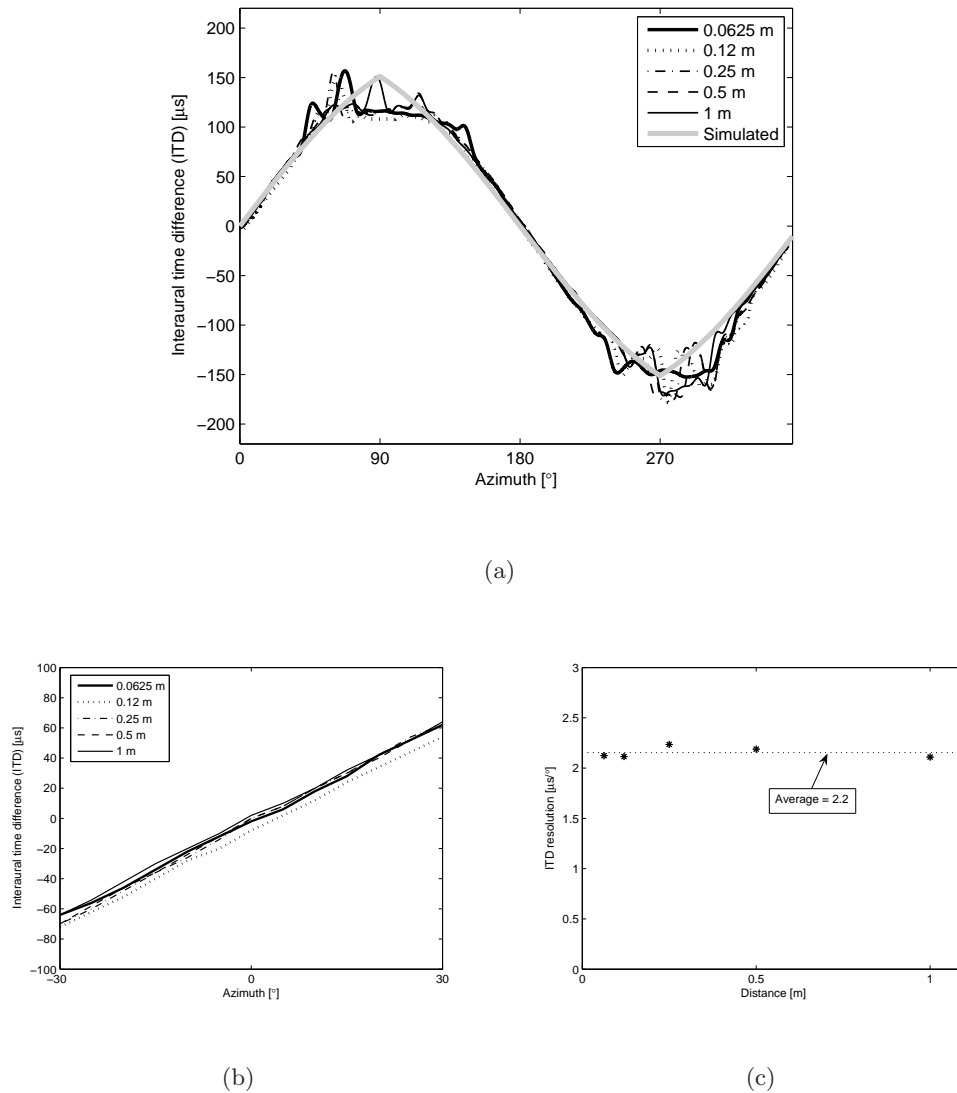 220
200
150
100
50
0
−50
−100
−150
−200
Interaural time difference (ITD) [μs]
0 90 180 270
Azimuth [°]
0.0625 m
0.12 m
0.25 m
0.5 m
1 m
Simulated
(a)
100
80
60
40
20
0
−20
−40
−60
−80
−100
Interaural time difference (ITD) [μs]
−30 0 30
Azimuth [°]
0.0625 m
0.12 m
0.25 m
0.5 m
1 m
(b)
3
2.5
2
1.5
1
0.5
0
ITD resolution [μs/°]
0 0.5 1
Distance [m]
Average = 2.2
(c)